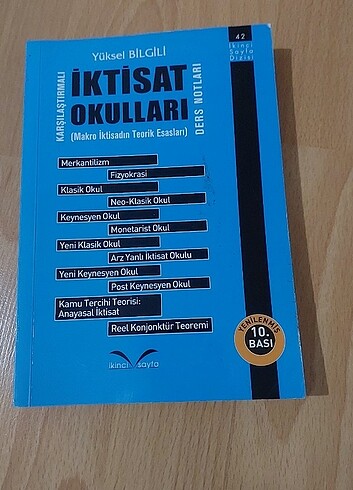 Yüksel BİLGİLİ
42
İkinci
Sayfa
Dizisi
KARŞILAŞTIRMALI
İKTİSAT
OKULLARI
(Makro İktisadın Teorik Esasları)
DERS NOTLARI
Merkantilizm
Fizyokrasi
Klasik Okul
Neo-Klasik Okul
Keynesyen Okul
Monetarist Okul
Yeni Klasik Okul
Arz Yanlı İktisat Okulu
Yeni Keynesyen Okul
Post Keynesyen Okul
Kamu Tercihi Teorisi:
Anayasal İktisat
Reel Konjonktür Teoremi
YENİLENMİŞ
10.
BASI
ikinci sayfa